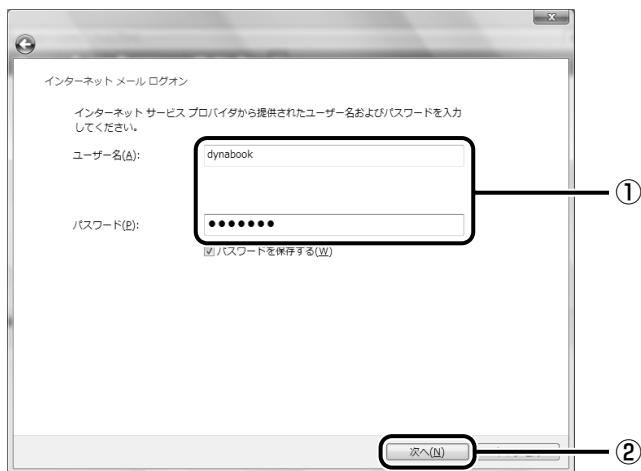 x
インターネット メール ログオン
インターネット サービス プロバイダから提供されたユーザー名およびパスワードを入力
してください。
ユーザー名(A):
dynabook
①
パスワード(P):
●●●●●●●
パスワードを保存する(W)
次へ(N)
②